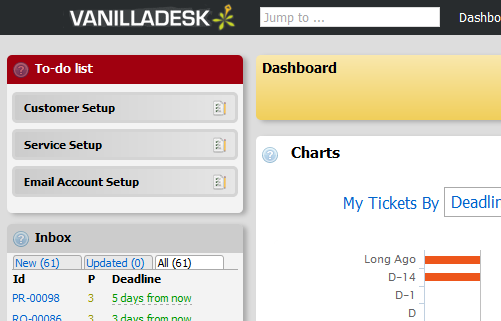 VANILLADESK Jump to ...
To-do list
Customer Setup
Service Setup
Email Account Setup
Inbox
New (61) Updated (0) All (61)
Id P Deadline
PR-00098 3 5 days from now
RQ-00086 3 3 days from now
Dashboard
Charts
My Tickets By
Long Ago
D-14
D-1
D